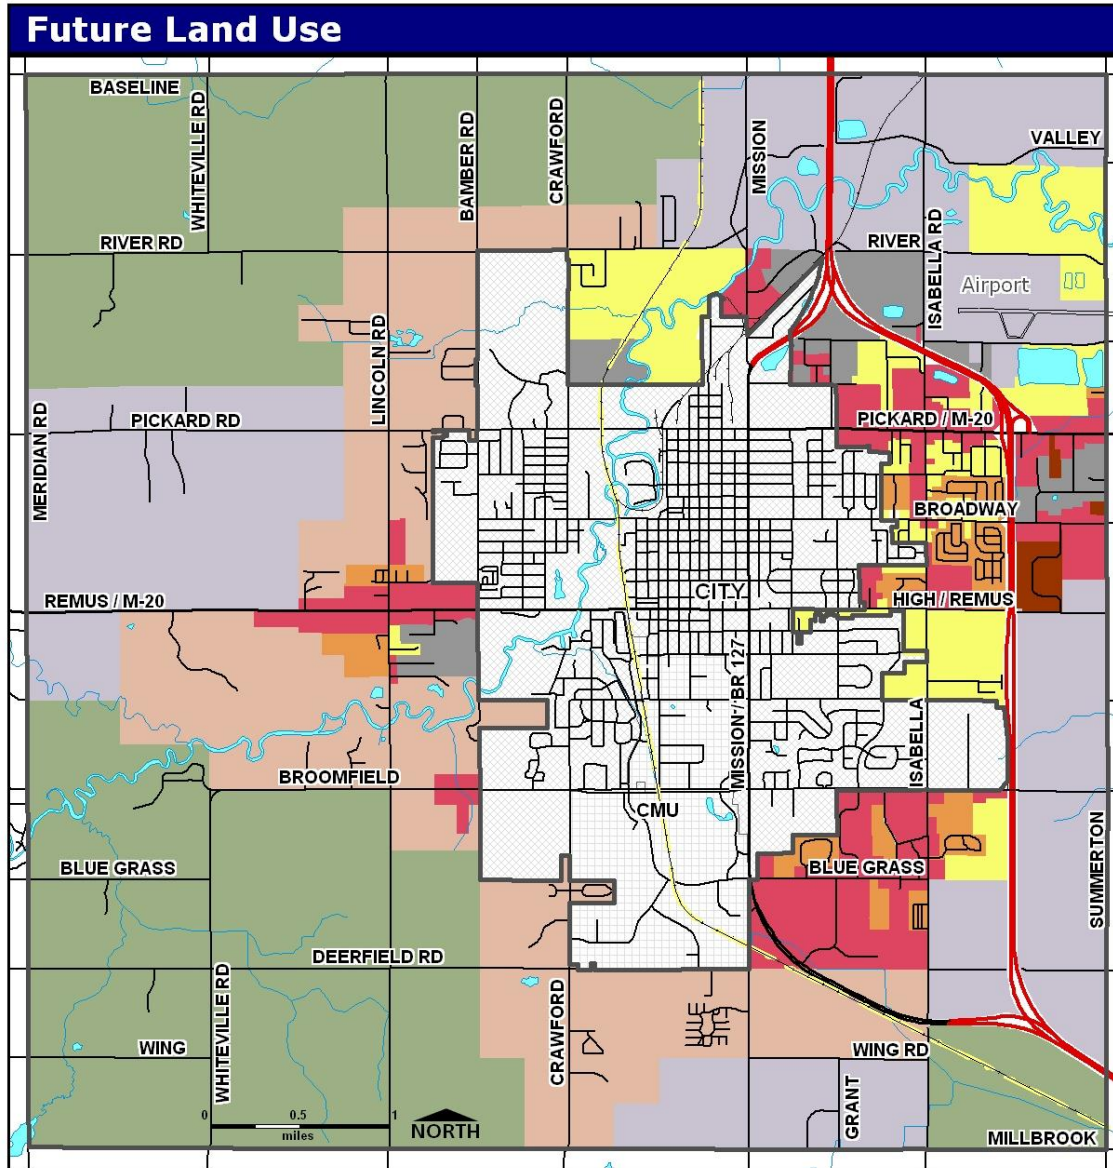 Future Land Use
BASELINE
WHITEVILLE RD
BAMBER RD
CRAWFORD
MISSION
VALLEY
RIVER RD
RIVER
ISABELLA RD
Airport
LINCOLN RD
MERIDIAN RD
PICKARD RD
PICKARD / M-20
BROADWAY
REMUS / M-20
CITY
HIGH / REMUS
MISSION / BR 127
ISABELLA
BROOMFIELD
CMU
BLUE GRASS
BLUE GRASS
SUMMERTON
DEERFIELD RD
WHITEVILLE RD
CRAWFORD
WING
WING RD
GRANT
0 0.5 1
miles
NORTH
MILLBROOK